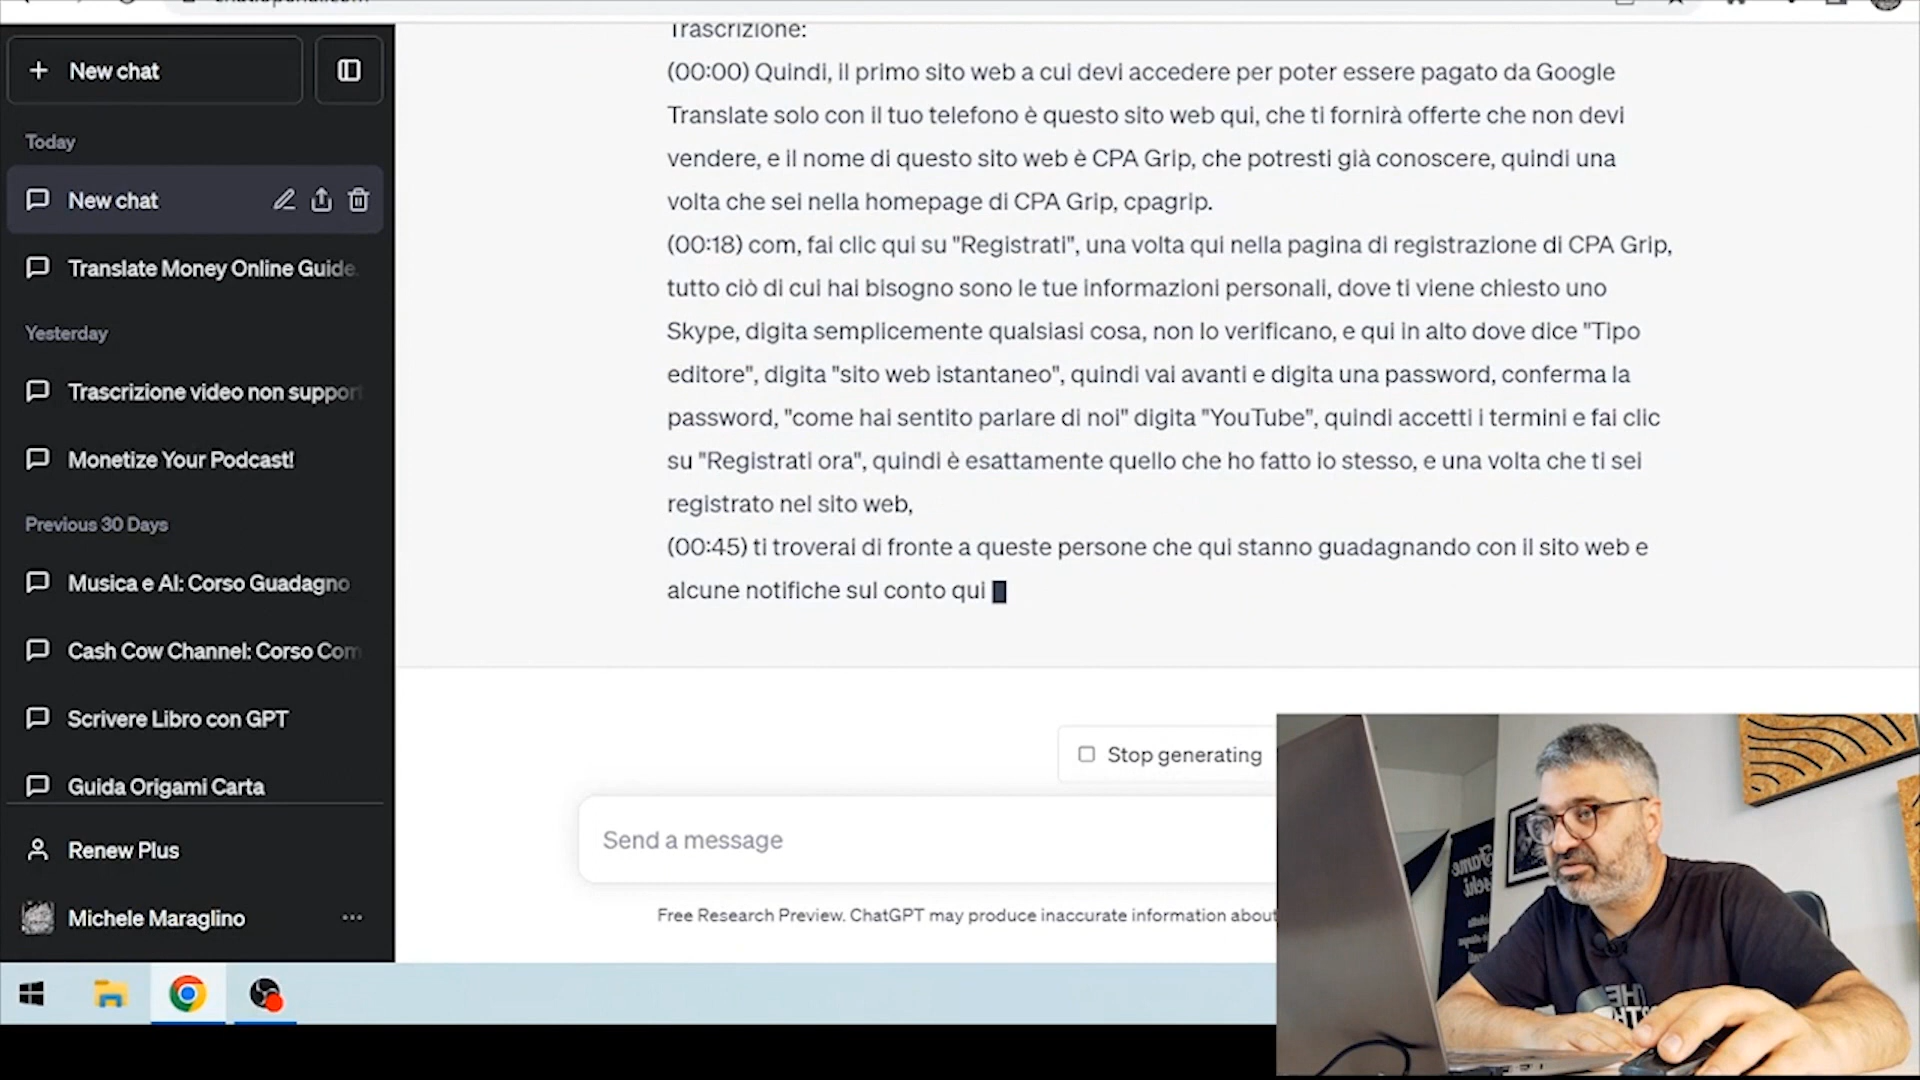 New chat
Today
New chat
Translate Money Online Guide.
Yesterday
Trascrizione video non support
Monetize Your Podcast!
Previous 30 Days
Musica e AI: Corso Guadagno
Cash Cow Channel: Corso Com
Scrivere Libro con GPT
Guida Origami Carta
Renew Plus
Michele Maraglino
Trascrizione:
(00:00) Quindi, il primo sito web a cui devi accedere per poter essere pagato da Google
Translate solo con il tuo telefono è questo sito web qui, che ti fornirà offerte che non devi
vendere, e il nome di questo sito web è CPA Grip, che potresti già conoscere, quindi una
volta che sei nella homepage di CPA Grip, cpagrip.
(00:18) com, fai clic qui su "Registrati", una volta qui nella pagina di registrazione di CPA Grip,
tutto ciò di cui hai bisogno sono le tue informazioni personali, dove ti viene chiesto uno
Skype, digita semplicemente qualsiasi cosa, non lo verificano, e qui in alto dove dice "Tipo
editore", digita "sito web istantaneo", quindi vai avanti e digita una password, conferma la
password, "come hai sentito parlare di noi" digita "YouTube", quindi accetti i termini e fai clic
su "Registrati ora", quindi è esattamente quello che ho fatto io stesso, e una volta che ti sei
registrato nel sito web,
(00:45) ti troverai di fronte a queste persone che qui stanno guadagnando con il sito web e
alcune notifiche sul conto qui
Stop generating
Send a message
Free Research Preview. ChatGPT may produce inaccurate information about